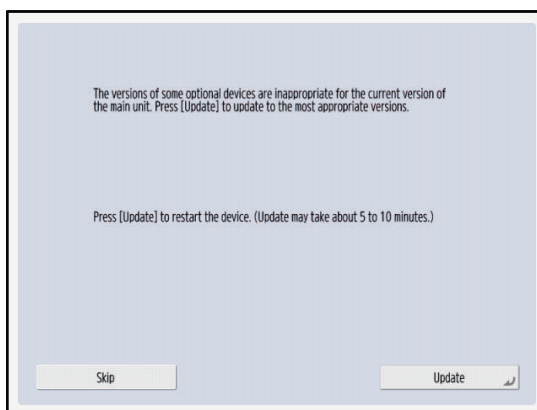 The versions of some optional devices are inappropriate for the current version of
the main unit. Press [Update] to update to the most appropriate versions.
Press [Update] to restart the device. (Update may take about 5 to 10 minutes.)
Skip
Update